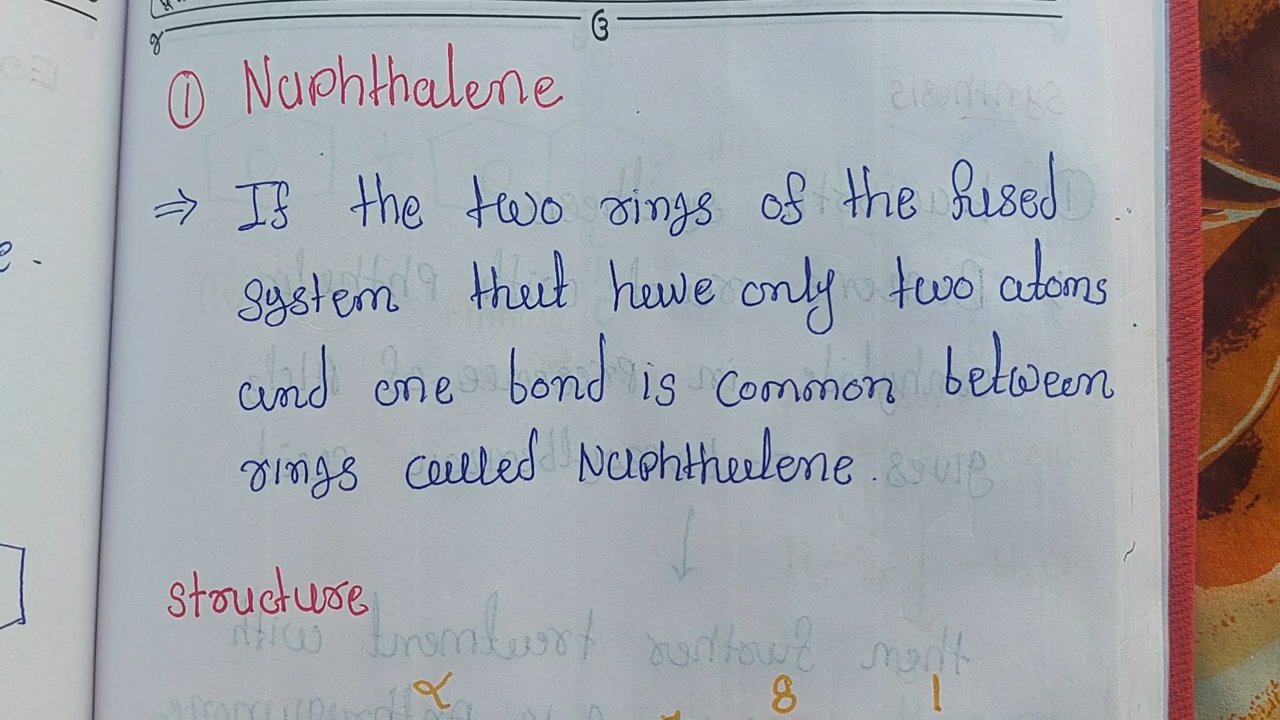 ① Naphthalene
⇒ If the two rings of the fused
system that have only two atoms
and one bond is common between
rings called Naphthalene.
structure
α 8 1